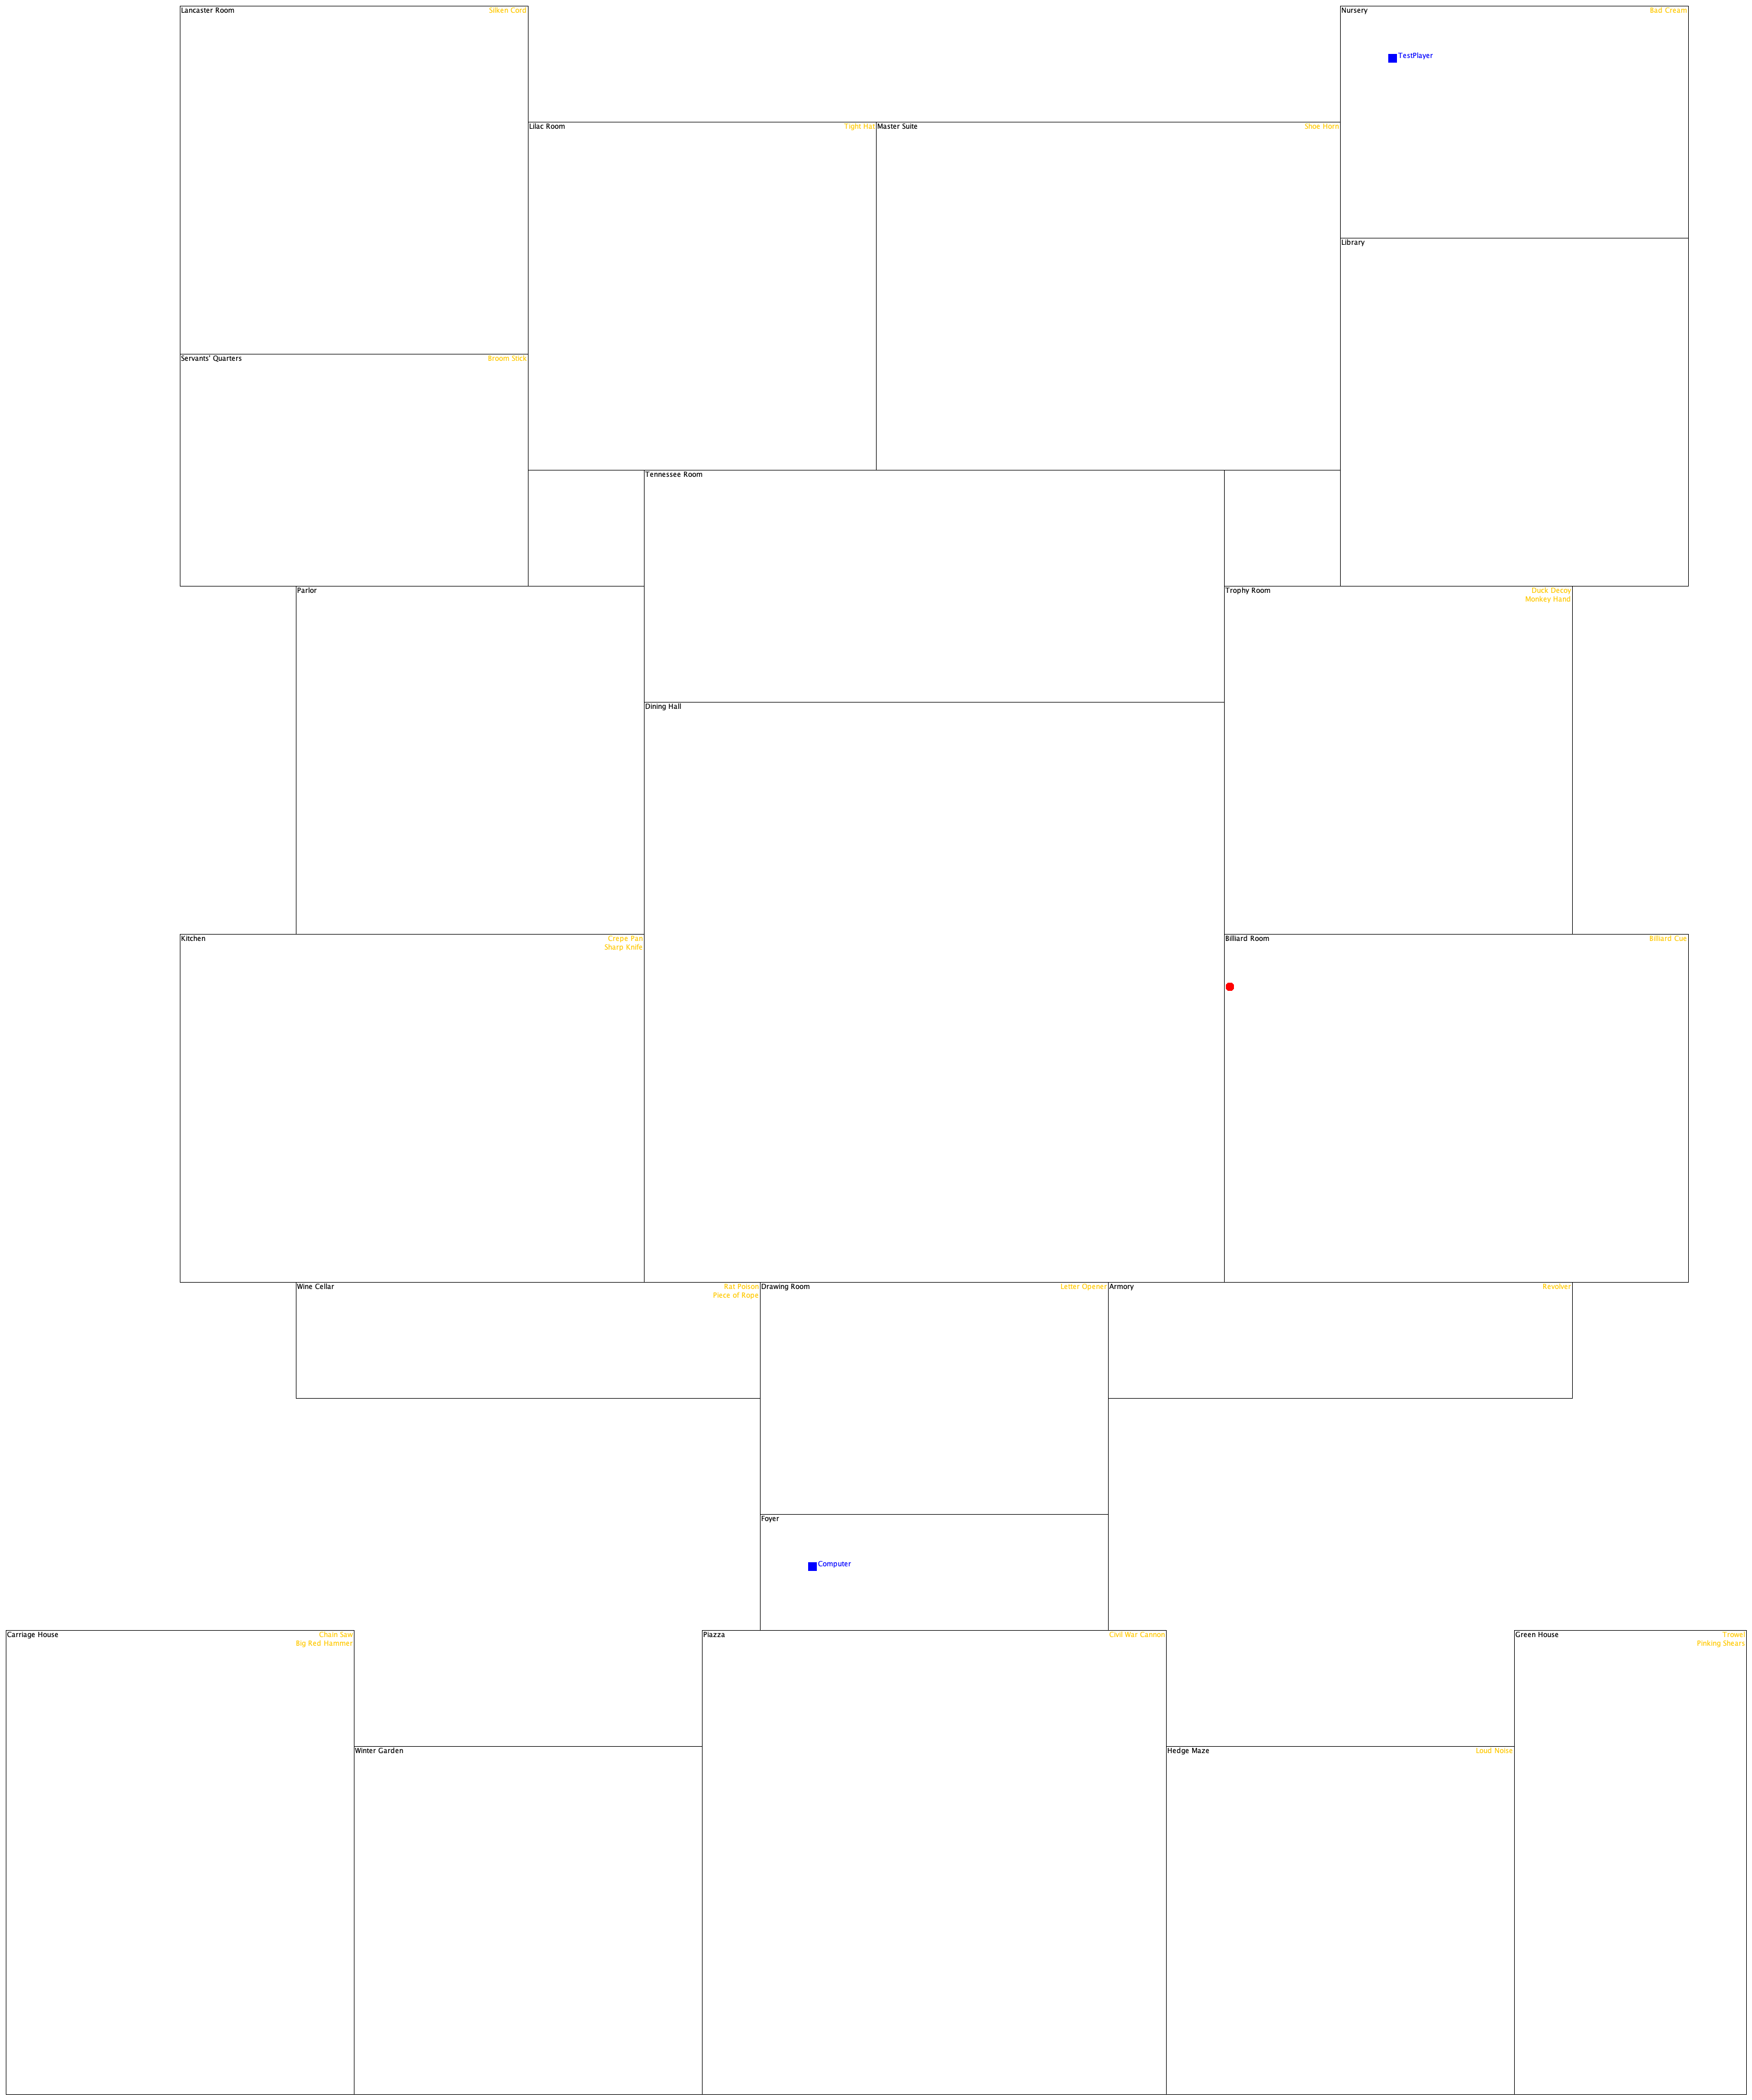 Lancaster Room Silken Cord
Nursery Bad Cream
TestPlayer
Lilac Room Tight Hat
Master Suite Shoe Horn
Library
Servants' Quarters Broom Stick
Tennessee Room
Parlor
Trophy Room Duck Decoy
Monkey Hand
Dining Hall
Kitchen Crepe Pan
Sharp Knife
Billiard Room Billiard Cue
Wine Cellar Rat Poison
Piece of Rope
Drawing Room Letter Opener
Armory Revolver
Foyer
Computer
Carriage House Chain Saw
Big Red Hammer
Piazza Civil War Cannon
Green House Trowel
Pinking Shears
Winter Garden
Hedge Maze Loud Noise